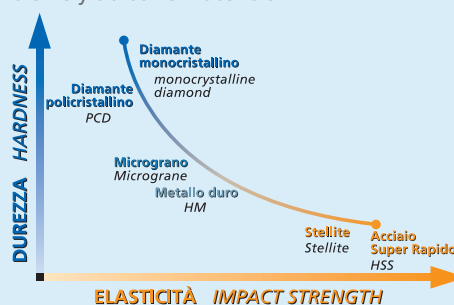 Diamante
monocristallino
monocrystalline
diamond
Diamante
policristallino
PCD
Micrograno
Micrograne
Metallo duro
HM
Stellite
Stellite
Acciaio
Super Rapido
HSS
DUREZZA HARDNESS
ELASTICITÀ IMPACT STRENGTH